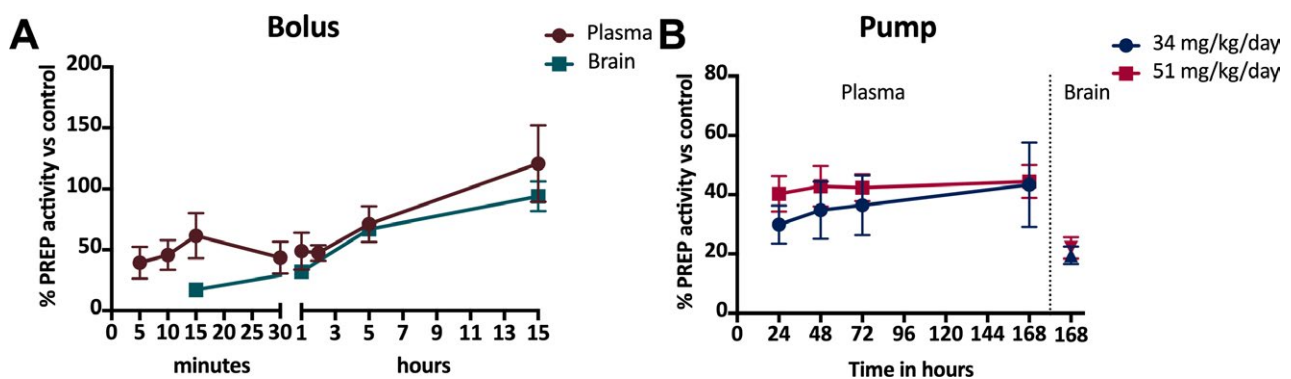 A
Bolus
Plasma
Brain
% PREP activity vs control
200
150
100
50
0
0 5 10 15 20 25 30 1 3 5 7 9 11 13 15
minutes hours
B
Pump
34 mg/kg/day
51 mg/kg/day
Plasma Brain
% PREP activity vs control
80
60
40
20
0
0 24 48 72 96 120 144 168 168
Time in hours